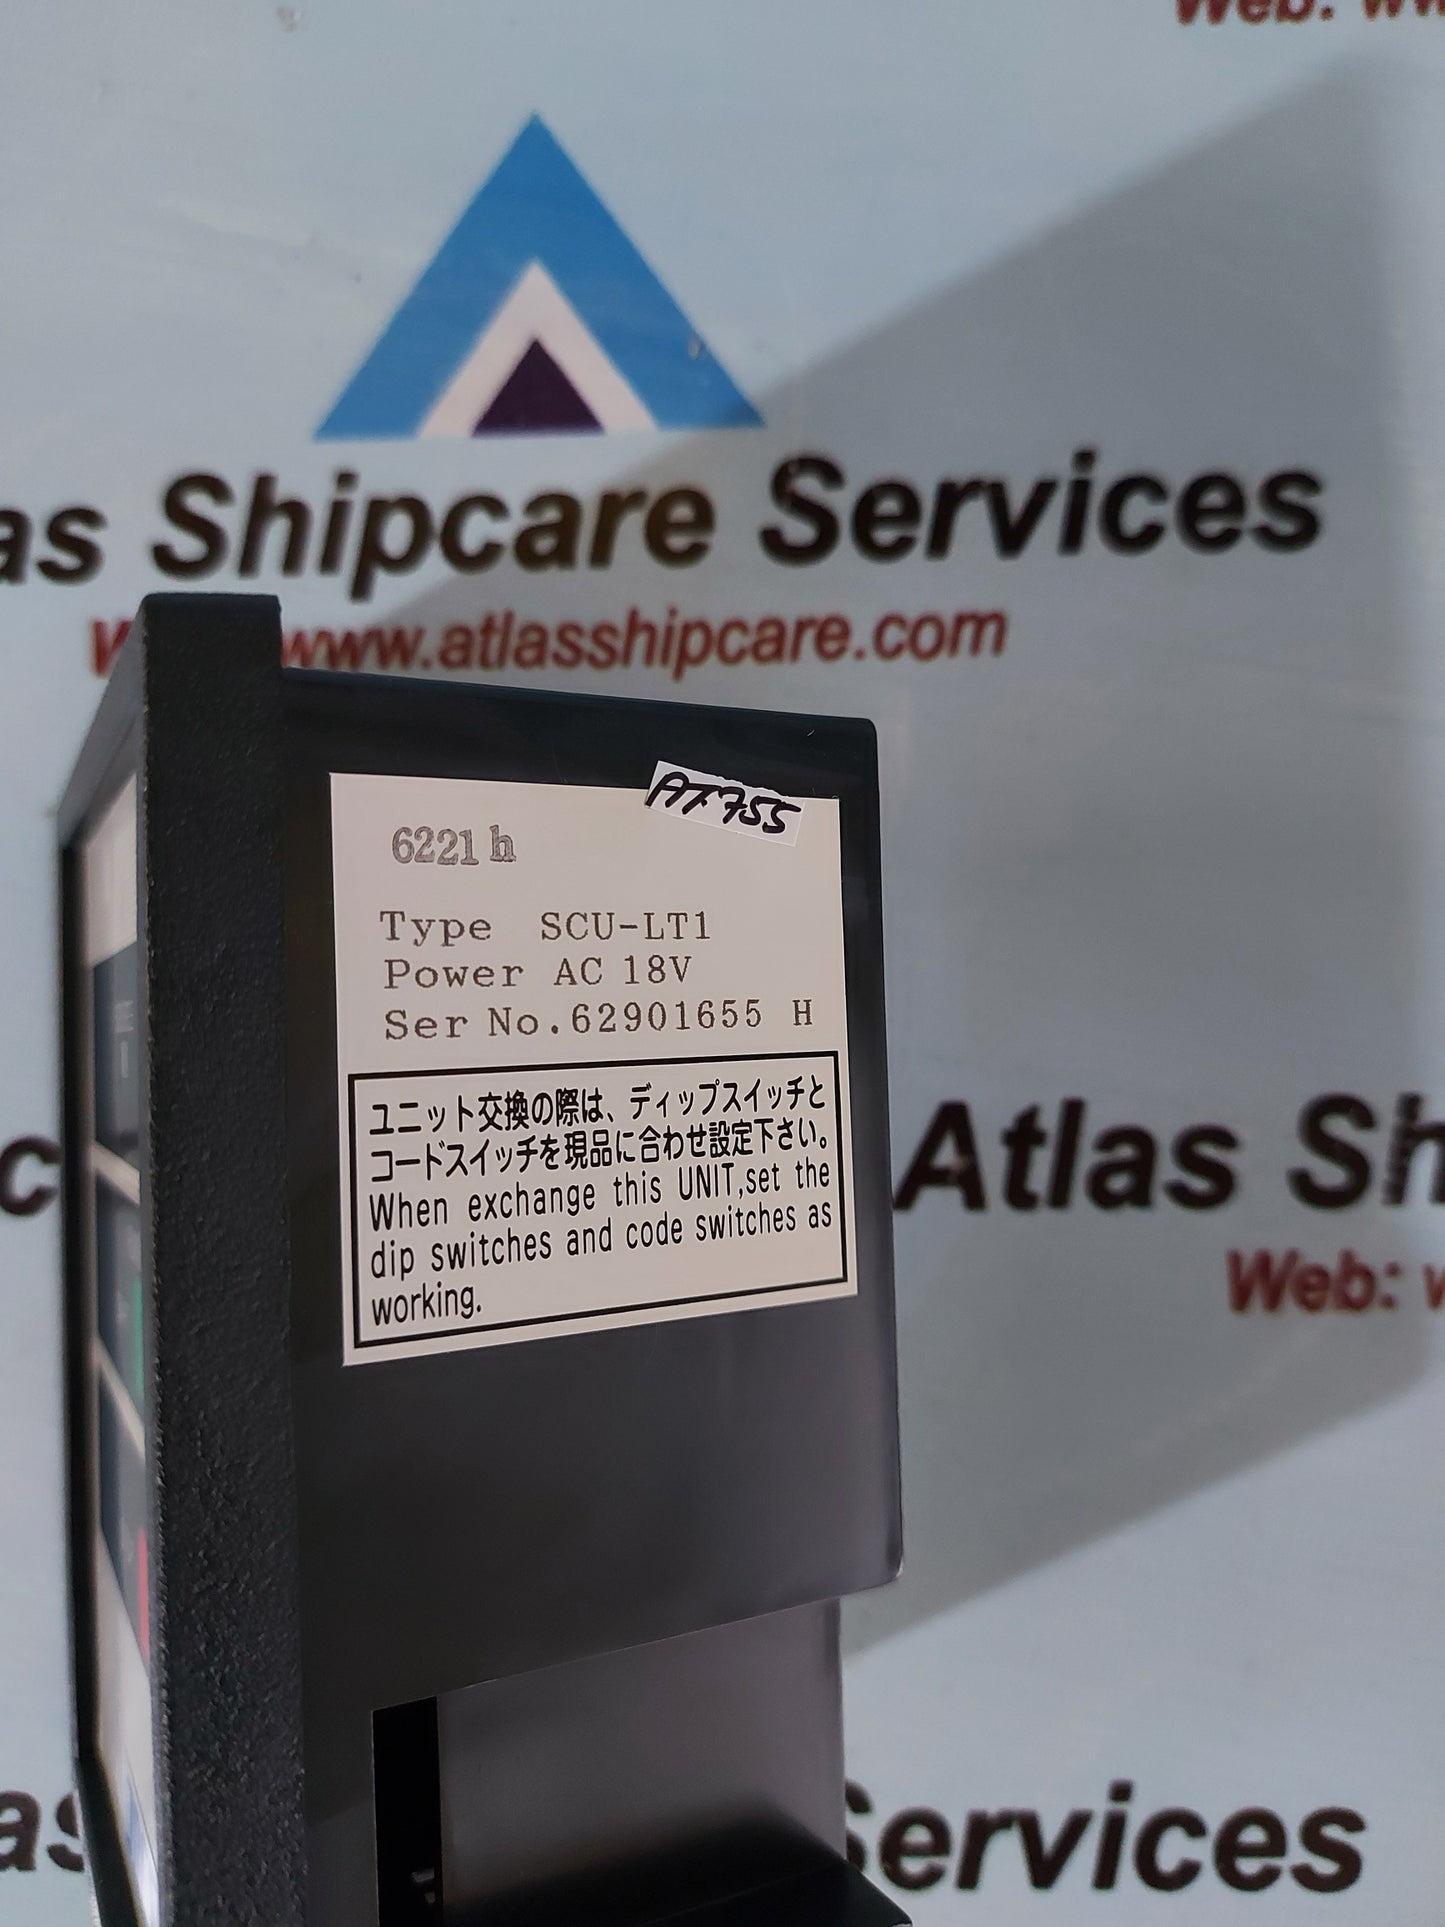 Web: ww
as Shipcare Services
www.atlasshipcare.com
AT755
6221 h
Type SCU-LT1
Power AC 18V
Ser No.62901655 H
ユニット交換の際は、ディップスイッチと
コードスイッチを現品に合わせ設定下さい。
When exchange this UNIT,set the
dip switches and code switches as
working.
c
Atlas Sh
Web: w
as
Services